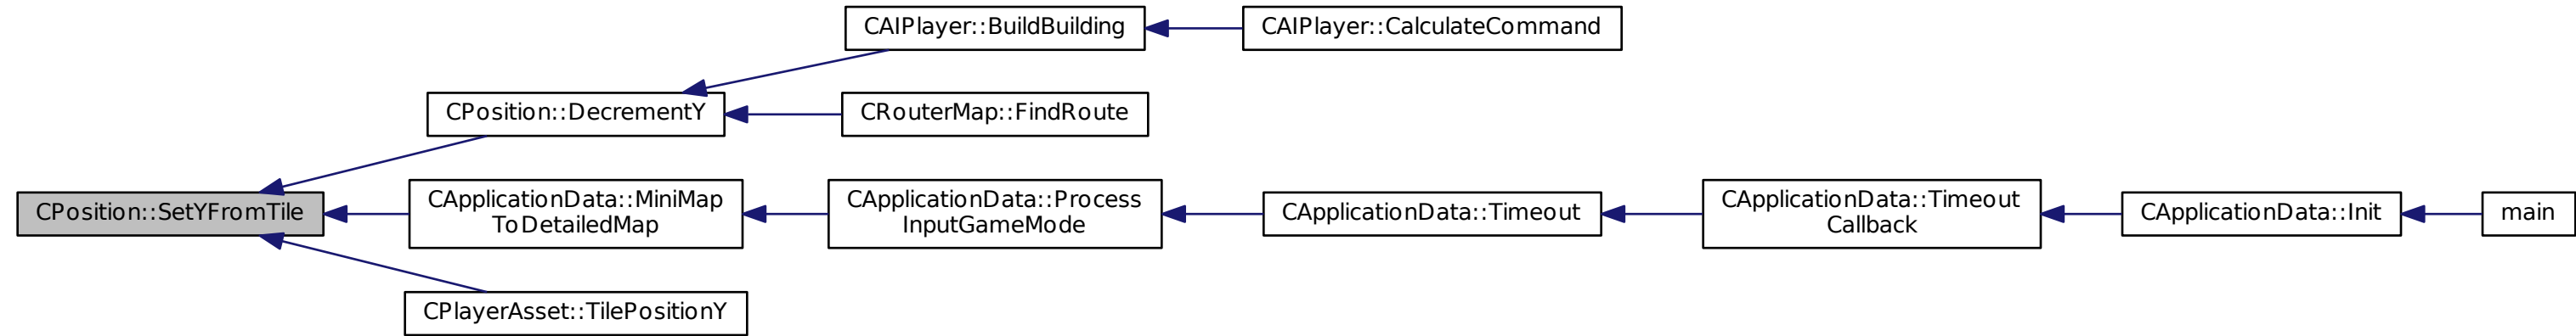 CAIPlayer::BuildBuilding
CAIPlayer::CalculateCommand
CPosition::DecrementY
CRouterMap::FindRoute
CPosition::SetYFromTile
CApplicationData::MiniMap
ToDetailedMap
CApplicationData::Process
InputGameMode
CApplicationData::Timeout
CApplicationData::Timeout
Callback
CApplicationData::Init
main
CPlayerAsset::TilePositionY